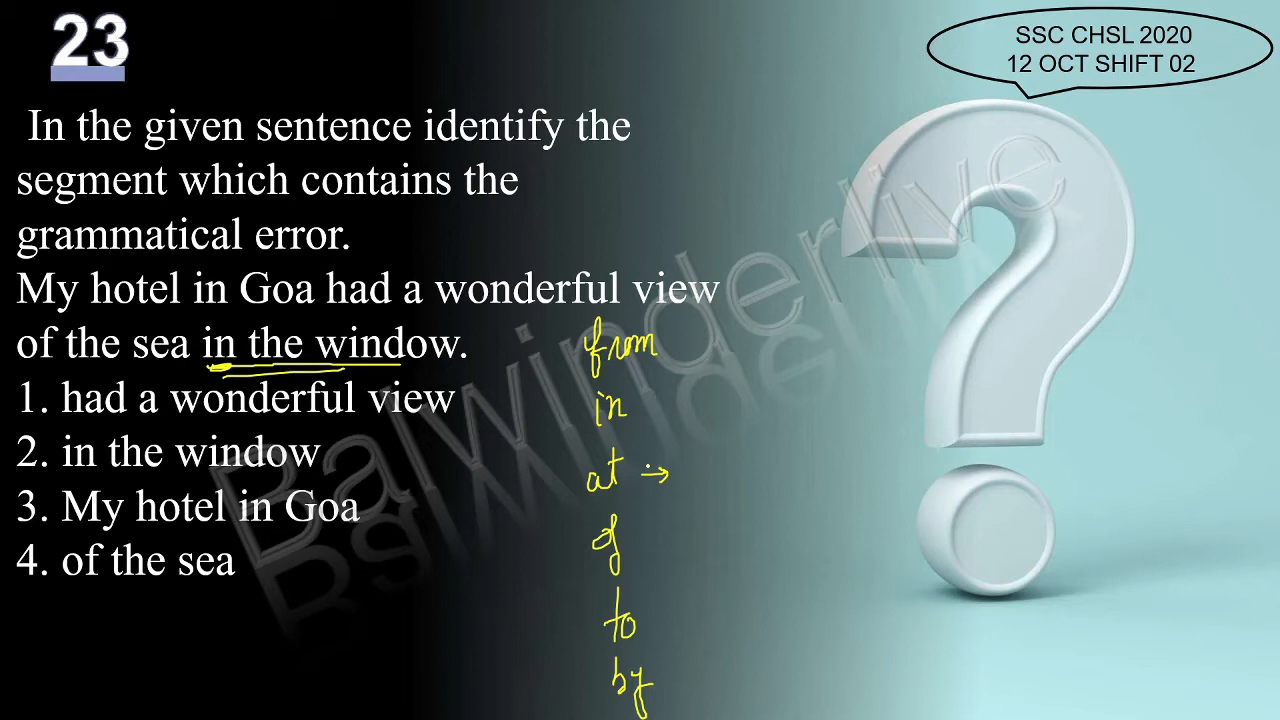 23
SSC CHSL 2020
12 OCT SHIFT 02
In the given sentence identify the
segment which contains the
grammatical error.
My hotel in Goa had a wonderful view
of the sea in the window.
1. had a wonderful view
2. in the window
3. My hotel in Goa
4. of the sea
from
in
at →
of
to
by
Balwinderlive